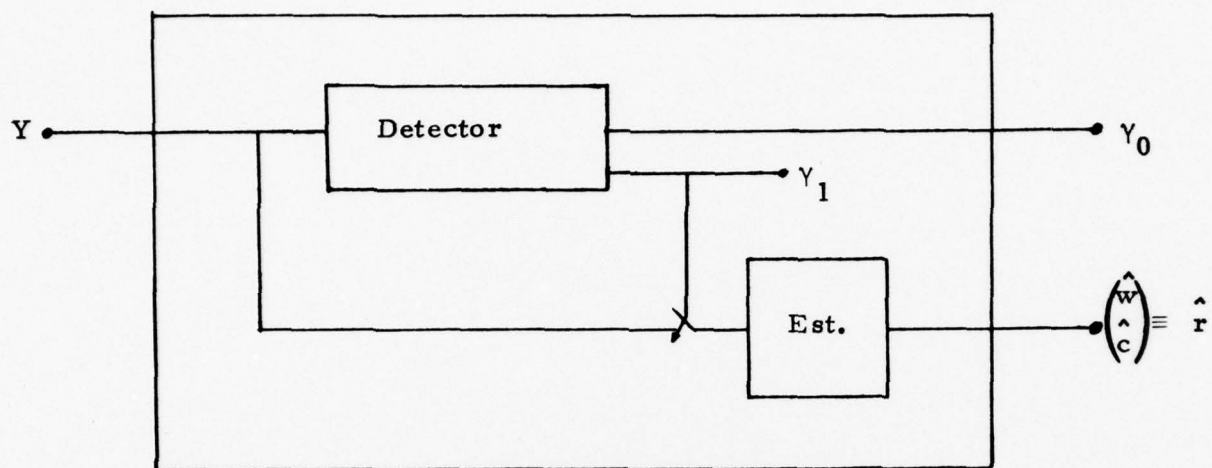 Y
Detector
γ₀
γ₁
Est.
(ŵ ĉ) ≡ r̂